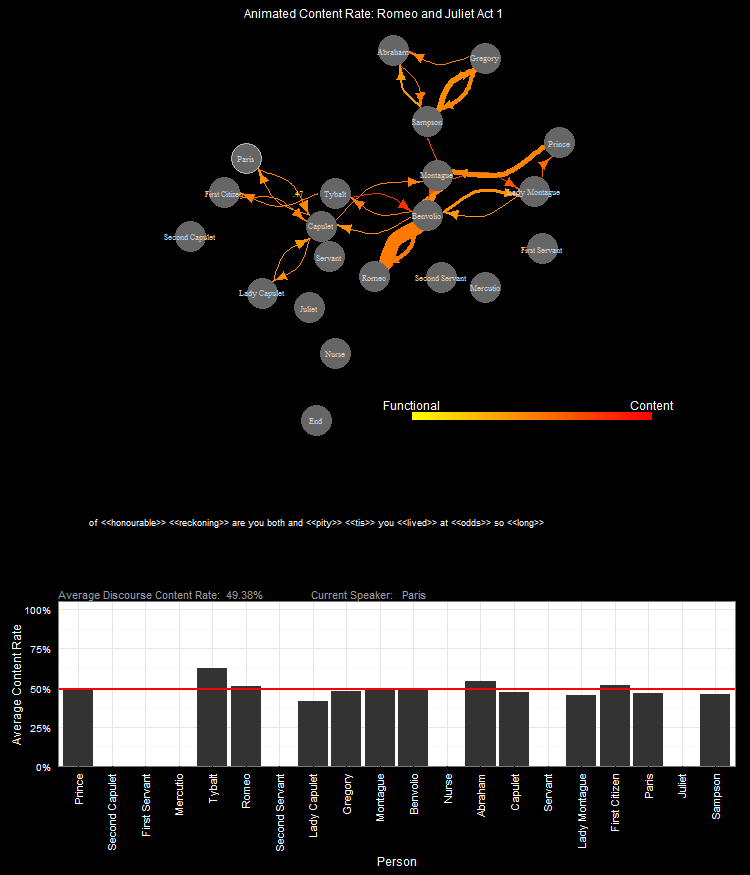 Animated Content Rate: Romeo and Juliet Act 1
Abraham
Gregory
Sampson
Prince
Paris
Montague
First Citizen
.47
Tybalt
Lady Montague
Benvolio
Capulet
Second Capulet
First Servant
Servant
Romeo
Second Servant
Mercutio
Lady Capulet
Juliet
Nurse
Functional
Content
End
of <<honourable>> <<reckoning>> are you both and <<pity>> <<tis>> you <<lived>> at <<odds>> so <<long>>
Average Discourse Content Rate: 49.38% Current Speaker: Paris
100%
75%
50%
25%
0%
Average Content Rate
Prince
Second Capulet
First Servant
Mercutio
Tybalt
Romeo
Second Servant
Lady Capulet
Gregory
Montague
Benvolio
Nurse
Abraham
Capulet
Servant
Lady Montague
First Citizen
Paris
Juliet
Sampson
Person